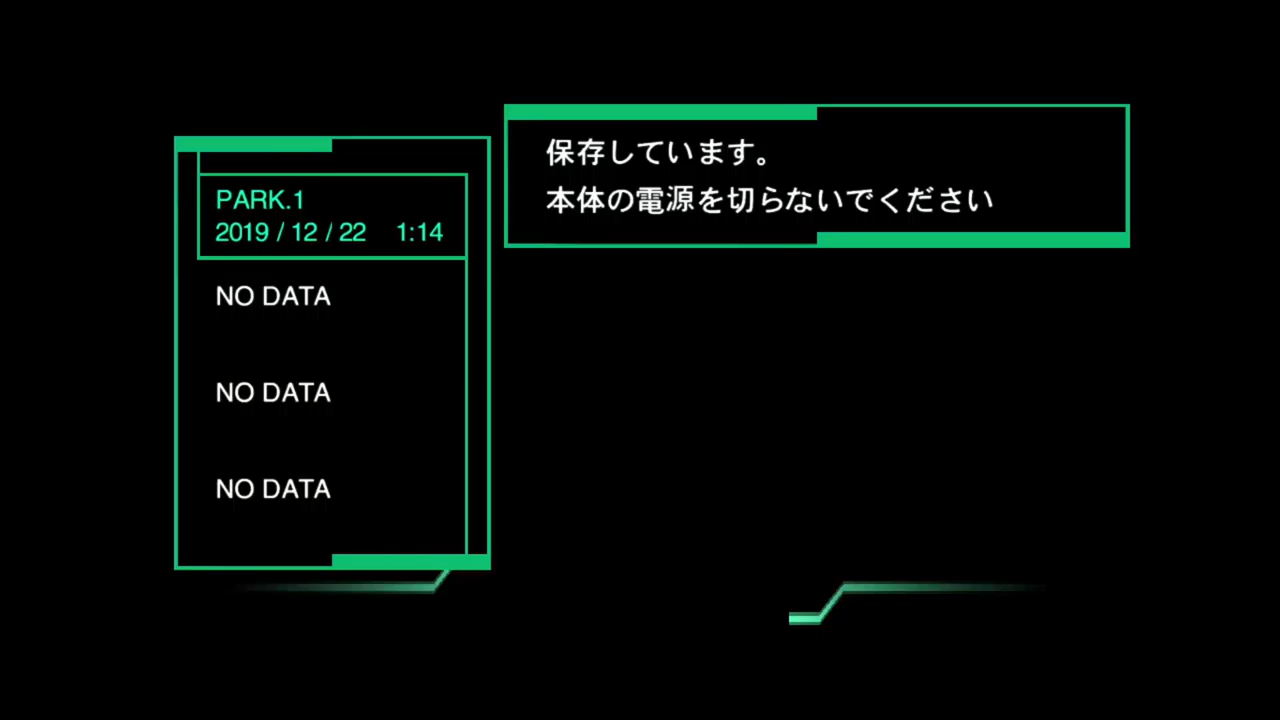 PARK.1
2019 / 12 / 22 1:14
NO DATA
NO DATA
NO DATA
保存しています。
本体の電源を切らないでください